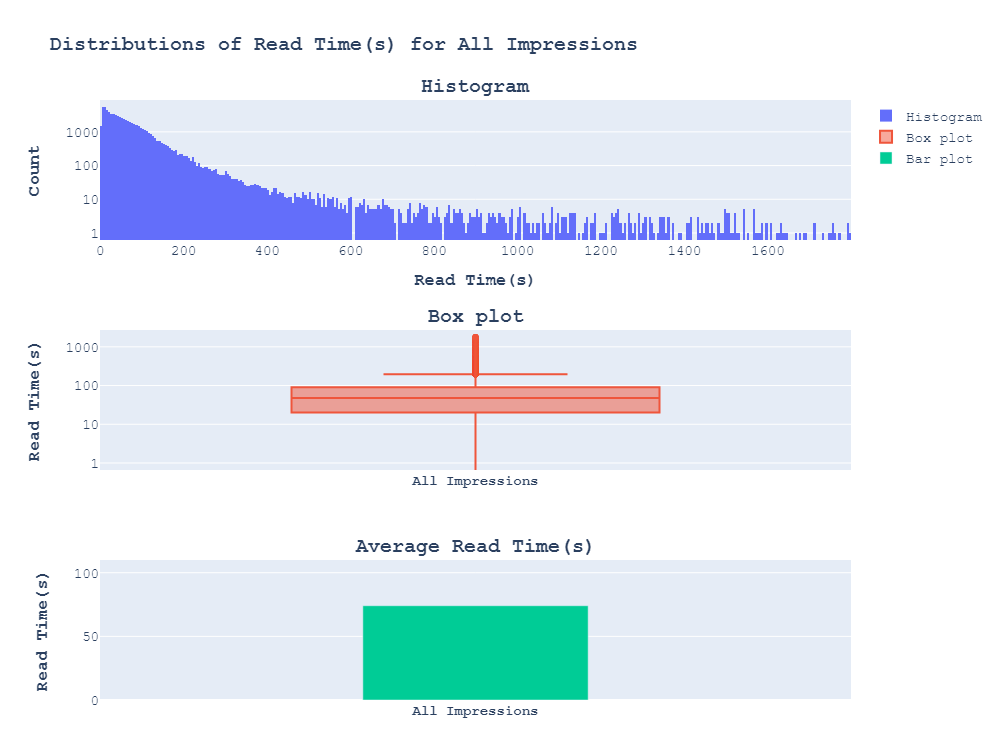 Distributions of Read Time(s) for All Impressions
Histogram
Count
1000
100
10
1
0 200 400 600 800 1000 1200 1400 1600
Read Time(s)
Histogram
Box plot
Bar plot
Box plot
Read Time(s)
1000
100
10
1
All Impressions
Average Read Time(s)
Read Time(s)
100
50
0
All Impressions